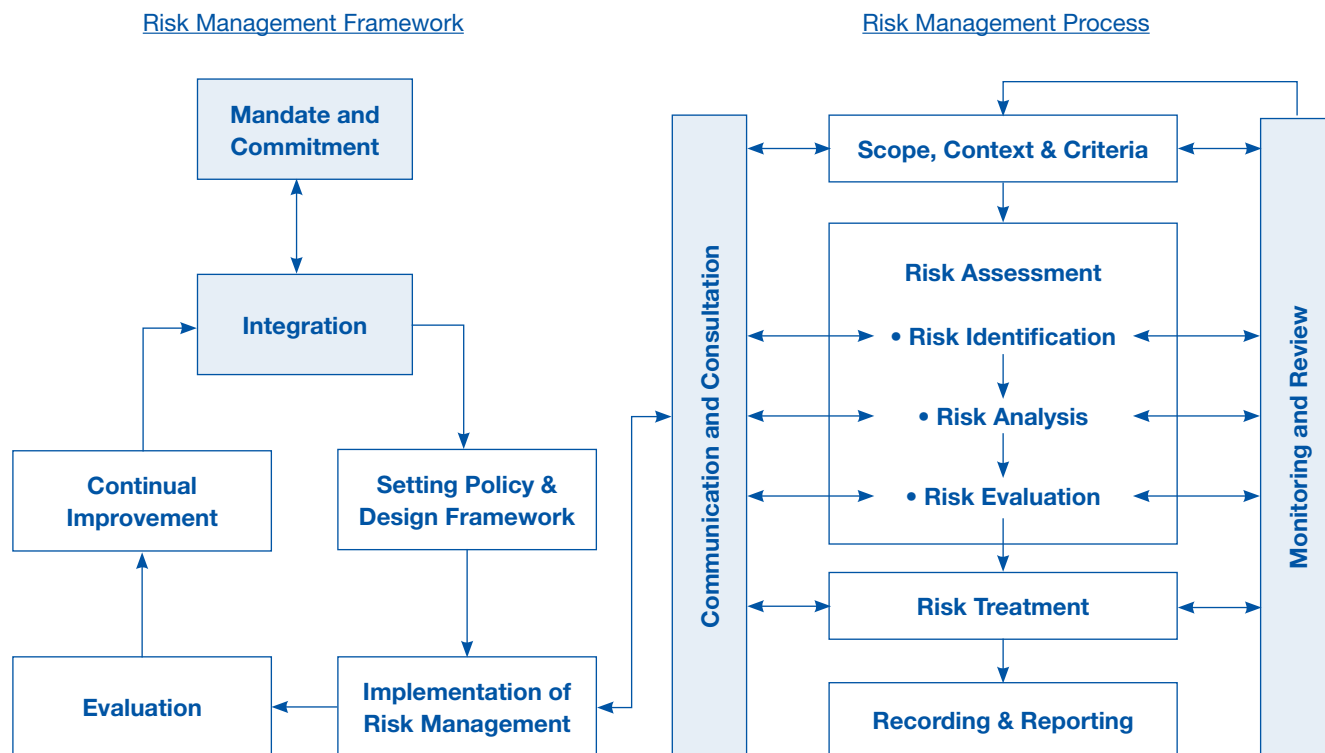 Risk Management Framework
Mandate and
Commitment
Integration
Continual
Improvement
Setting Policy &
Design Framework
Evaluation
Implementation of
Risk Management
Risk Management Process
Communication and Consultation
Scope, Context & Criteria
Risk Assessment
• Risk Identification
• Risk Analysis
• Risk Evaluation
Risk Treatment
Recording & Reporting
Monitoring and Review